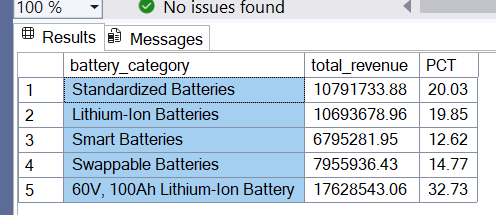 100 %
No issues found
Results Messages
battery_category total_revenue PCT
1 Standardized Batteries 10791733.88 20.03
2 Lithium-Ion Batteries 10693678.96 19.85
3 Smart Batteries 6795281.95 12.62
4 Swappable Batteries 7955936.43 14.77
5 60V, 100Ah Lithium-Ion Battery 17628543.06 32.73